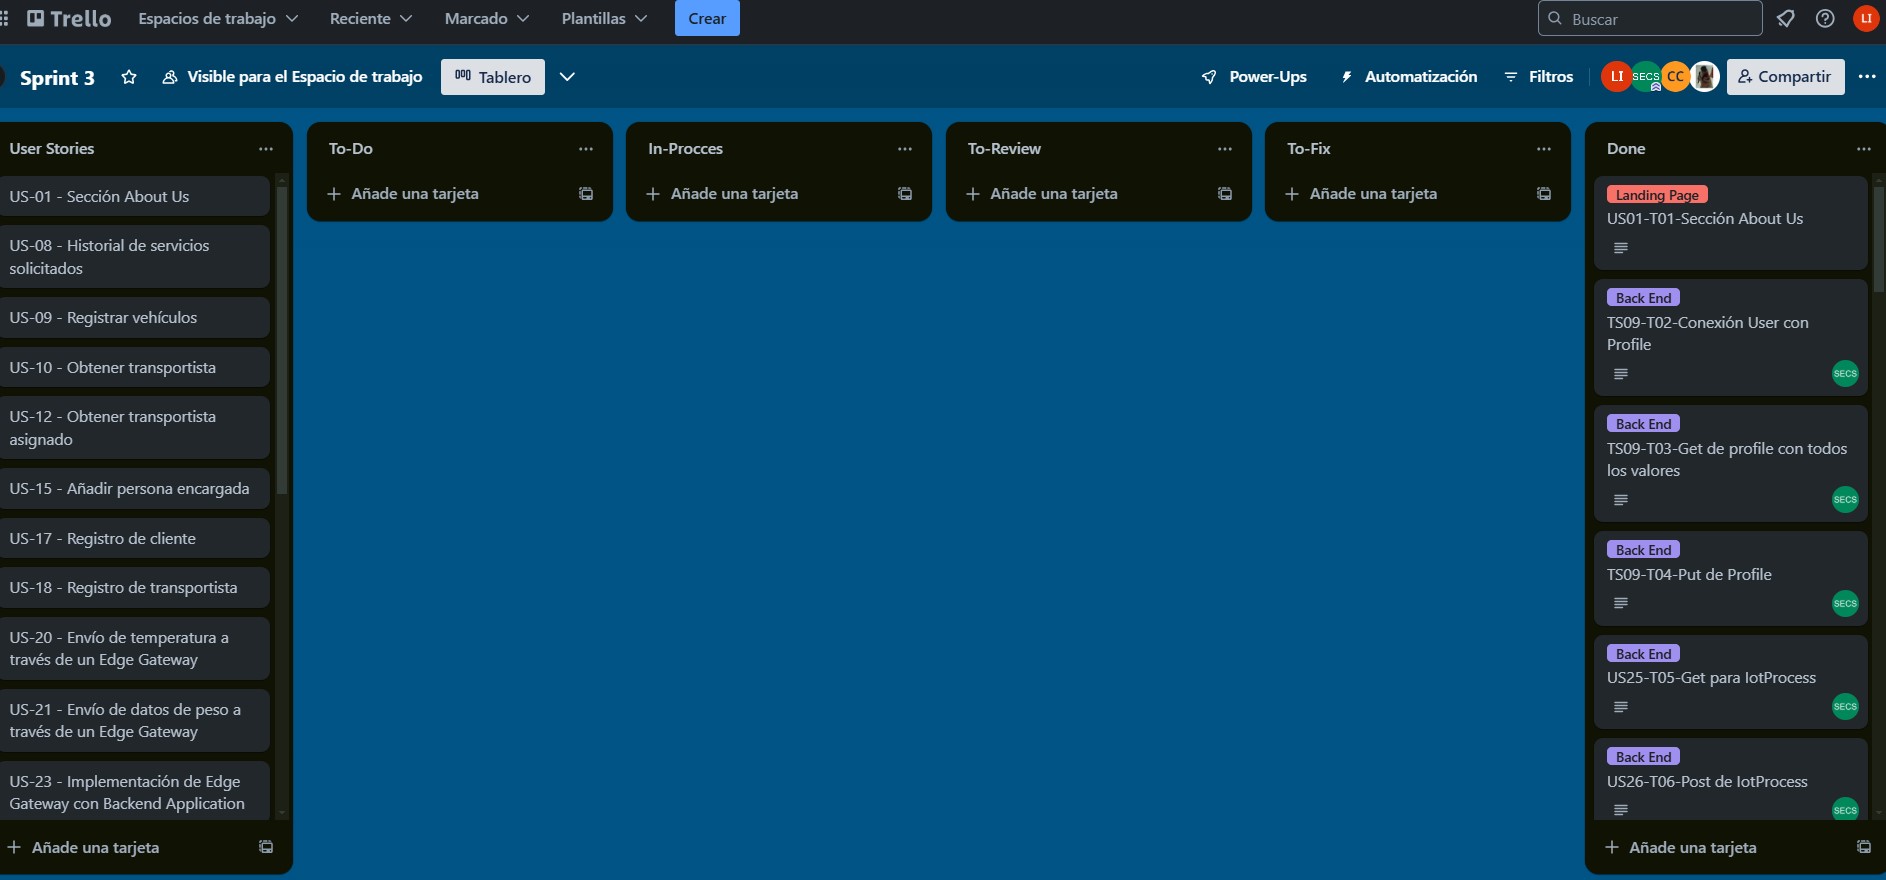 Trello
Espacios de trabajo
Reciente
Marcado
Plantillas
Crear
Buscar
LI
Sprint 3
Visible para el Espacio de trabajo
Tablero
Power-Ups
Automatización
Filtros
LI
SECS
CC
Compartir
User Stories
US-01 - Sección About Us
US-08 - Historial de servicios
solicitados
US-09 - Registrar vehículos
US-10 - Obtener transportista
US-12 - Obtener transportista
asignado
US-15 - Añadir persona encargada
US-17 - Registro de cliente
US-18 - Registro de transportista
US-20 - Envío de temperatura a
través de un Edge Gateway
US-21 - Envío de datos de peso a
través de un Edge Gateway
US-23 - Implementación de Edge
Gateway con Backend Application
Añade una tarjeta
To-Do
Añade una tarjeta
In-Procces
Añade una tarjeta
To-Review
Añade una tarjeta
To-Fix
Añade una tarjeta
Done
Landing Page
US01-T01-Sección About Us
Back End
TS09-T02-Conexión User con
Profile
SECS
Back End
TS09-T03-Get de profile con todos
los valores
SECS
Back End
TS09-T04-Put de Profile
SECS
Back End
US25-T05-Get para IotProcess
SECS
Back End
US26-T06-Post de IotProcess
SECS
Añade una tarjeta